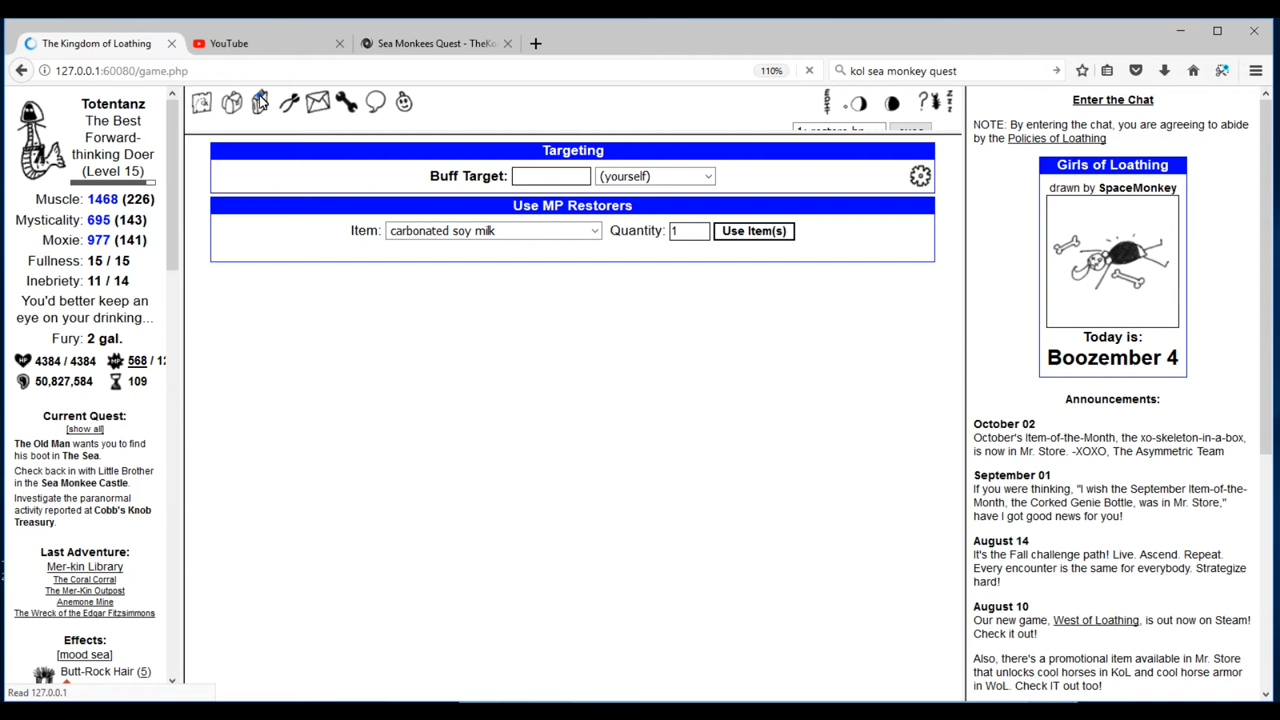 The Kingdom of Loathing
YouTube
Sea Monkees Quest - TheKo
127.0.0.1:60080/game.php
110%
kol sea monkey quest
Totentanz
The Best
Forward-
thinking Doer
(Level 15)
Muscle: 1468 (226)
Mysticality: 695 (143)
Moxie: 977 (141)
Fullness: 15 / 15
Inebriety: 11 / 14
You'd better keep an
eye on your drinking...
Fury: 2 gal.
4384 / 4384 568 / 12
50,827,584 109
Current Quest:
[show all]
The Old Man wants you to find
his boot in The Sea.
Check back in with Little Brother
in the Sea Monkee Castle.
Investigate the paranormal
activity reported at Cobb's Knob
Treasury.
Last Adventure:
Mer-kin Library
The Coral Corral
The Mer-Kin Outpost
Anemone Mine
The Wreck of the Edgar Fitzsimmons
Effects:
[mood sea]
Butt-Rock Hair (5)
Read 127.0.0.1
Targeting
Buff Target: (yourself)
Use MP Restorers
Item: carbonated soy milk Quantity: 1 Use Item(s)
Enter the Chat
NOTE: By entering the chat, you are agreeing to abide
by the Policies of Loathing
Girls of Loathing
drawn by SpaceMonkey
Today is:
Boozember 4
Announcements:
October 02
October's Item-of-the-Month, the xo-skeleton-in-a-box,
is now in Mr. Store. -XOXO, The Asymmetric Team
September 01
If you were thinking, "I wish the September Item-of-the-
Month, the Corked Genie Bottle, was in Mr. Store,"
have I got good news for you!
August 14
It's the Fall challenge path! Live. Ascend. Repeat.
Every encounter is the same for everybody. Strategize
hard!
August 10
Our new game, West of Loathing, is out now on Steam!
Check it out!
Also, there's a promotional item available in Mr. Store
that unlocks cool horses in KoL and cool horse armor
in WoL. Check IT out too!